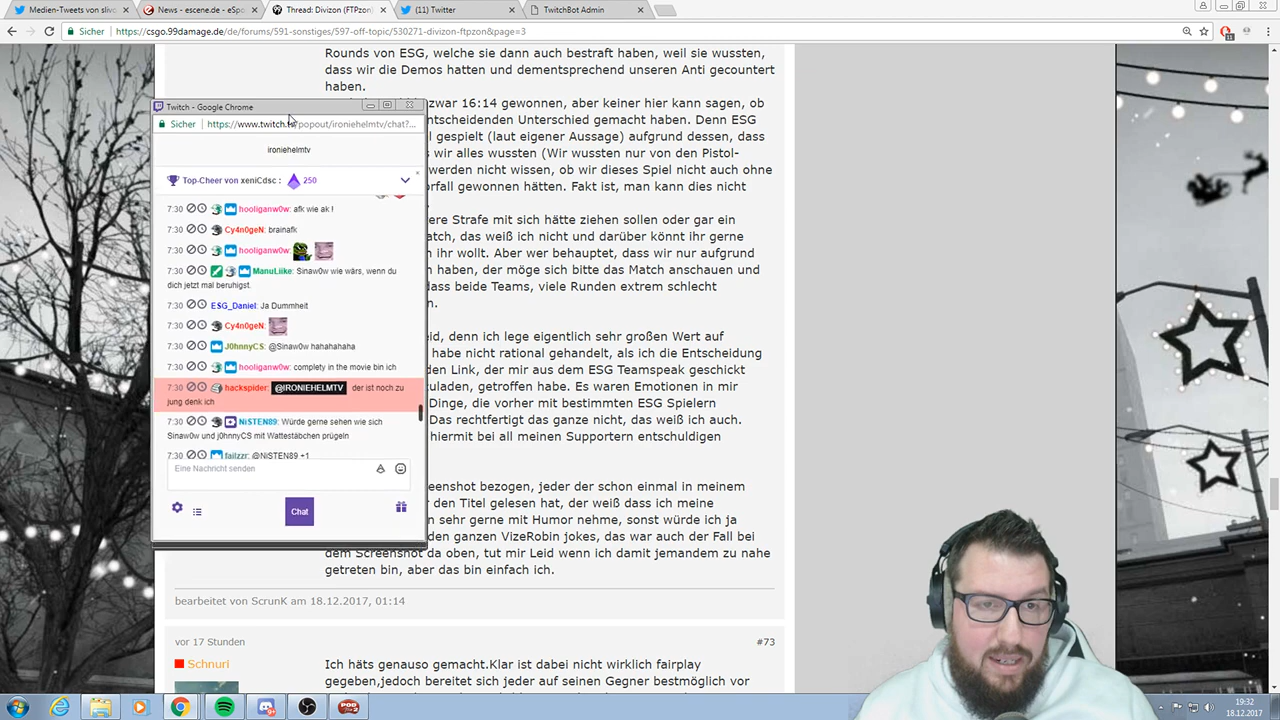 Medien-Tweets von slivo
News - escene.de - eSpo
Thread: Divizon (FTPzon)
(11) Twitter
TwitchBot Admin
Sicher
https://csgo.99damage.de/de/forums/591-sonstiges/597-off-topic/530271-divizon-ftpzon&page=3
Rounds von ESG, welche sie dann auch bestraft haben, weil sie wussten,
dass wir die Demos hatten und dementsprechend unseren Anti gecountert
haben.
zwar 16:14 gewonnen, aber keiner hier kann sagen, ob
entscheidenden Unterschied gemacht haben. Denn ESG
gespielt (laut eigener Aussage) aufgrund dessen, dass
wir alles wussten (Wir wussten nur von den Pistol-
werden nicht wissen, ob wir dieses Spiel nicht auch ohne
orfall gewonnen hätten. Fakt ist, man kann dies nicht
ere Strafe mit sich hätte ziehen sollen oder gar ein
atch, das weiß ich nicht und darüber könnt ihr gerne
ihr wollt. Aber wer behauptet, dass wir nur aufgrund
n haben, der möge sich bitte das Match anschauen und
dass beide Teams, viele Runden extrem schlecht
n.
eid, denn ich lege eigentlich sehr großen Wert auf
habe nicht rational gehandelt, als ich die Entscheidung
den Link, der mir aus dem ESG Teamspeak geschickt
zuladen, getroffen habe. Es waren Emotionen in mir
Dinge, die vorher mit bestimmten ESG Spielern
Das rechtfertigt das ganze nicht, das weiß ich auch.
hiermit bei all meinen Supportern entschuldigen
eenshot bezogen, jeder der schon einmal in meinem
den Titel gelesen hat, der weiß dass ich meine
n sehr gerne mit Humor nehme, sonst würde ich ja
den ganzen VizeRobin jokes, das war auch der Fall bei
dem Screenshot da oben, tut mir Leid wenn ich damit jemandem zu nahe
getreten bin, aber das bin einfach ich.
bearbeitet von ScrunK am 18.12.2017, 01:14
vor 17 Stunden
#73
Schnuri
Ich häts genauso gemacht.Klar ist dabei nicht wirklich fairplay
gegeben,jedoch bereitet sich jeder auf seinen Gegner bestmöglich vor
Twitch - Google Chrome
Sicher
https://www.twitch.tv/popout/ironiehelmtv/chat?...
ironiehelmtv
Top-Cheer von xeniCdsc : 250
7:30 hooliganw0w: afk wie ak !
7:30 Cy4n0geN: brainafk
7:30 hooliganw0w:
7:30 ManuLiike: Sinaw0w wie wärs, wenn du
dich jetzt mal beruhigst.
7:30 ESG_Daniel: Ja Dummheit
7:30 Cy4n0geN:
7:30 J0hnnyCS: @Sinaw0w hahahahaha
7:30 hooliganw0w: complety in the movie bin ich
7:30 hackspider: @IRONIEHELMTV der ist noch zu
jung denk ich
7:30 NiSTEN89: Würde gerne sehen wie sich
Sinaw0w und j0hnnyCS mit Wattestäbchen prügeln
7:30 failzzr: @NiSTEN89 +1
Eine Nachricht senden
Chat
19:32
18.12.2017